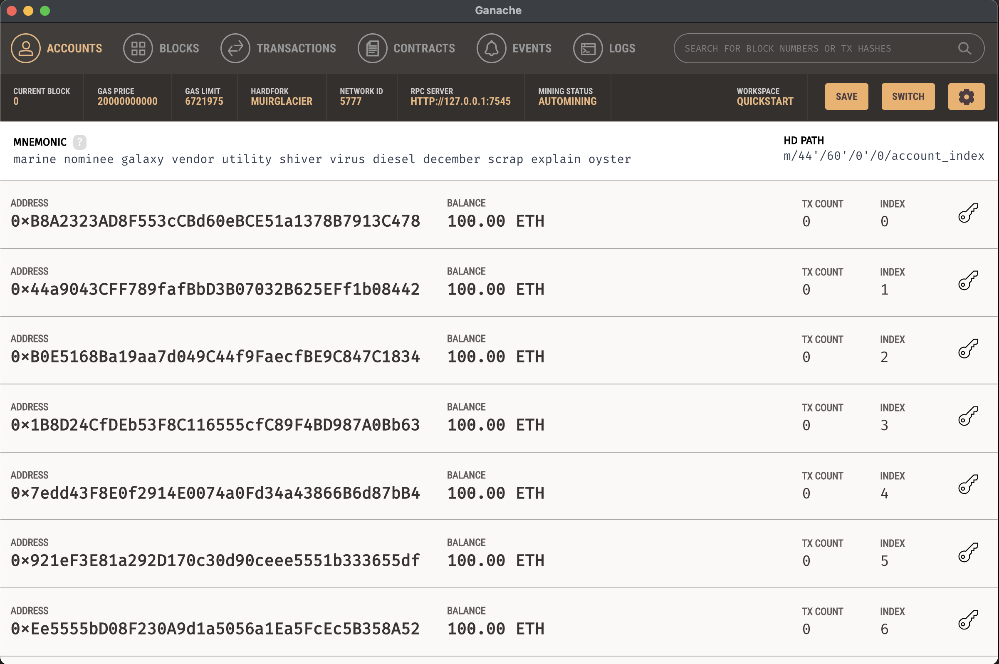 Ganache
ACCOUNTS BLOCKS TRANSACTIONS CONTRACTS EVENTS LOGS SEARCH FOR BLOCK NUMBERS OR TX HASHES
CURRENT BLOCK GAS PRICE GAS LIMIT HARDFORK NETWORK ID RPC SERVER MINING STATUS WORKSPACE
0 20000000000 6721975 MUIRGLACIER 5777 HTTP://127.0.0.1:7545 AUTOMINING QUICKSTART SAVE SWITCH
MNEMONIC ? HD PATH
marine nominee galaxy vendor utility shiver virus diesel december scrap explain oyster m/44'/60'/0'/0/account_index
ADDRESS BALANCE TX COUNT INDEX
0×B8A2323AD8F553cCBd60eBCE51a1378B7913C478 100.00 ETH 0 0
ADDRESS BALANCE TX COUNT INDEX
0×44a9043CFF789fafBbD3B07032B625EFf1b08442 100.00 ETH 0 1
ADDRESS BALANCE TX COUNT INDEX
0×B0E5168Ba19aa7d049C44f9FaecfBE9C847C1834 100.00 ETH 0 2
ADDRESS BALANCE TX COUNT INDEX
0×1B8D24CfDEb53F8C116555cfC89F4BD987A0Bb63 100.00 ETH 0 3
ADDRESS BALANCE TX COUNT INDEX
0×7edd43F8E0f2914E0074a0Fd34a43866B6d87bB4 100.00 ETH 0 4
ADDRESS BALANCE TX COUNT INDEX
0×921eF3E81a292D170c30d90ceee5551b333655df 100.00 ETH 0 5
ADDRESS BALANCE TX COUNT INDEX
0×Ee5555bD08F230A9d1a5056a1Ea5FcEc5B358A52 100.00 ETH 0 6